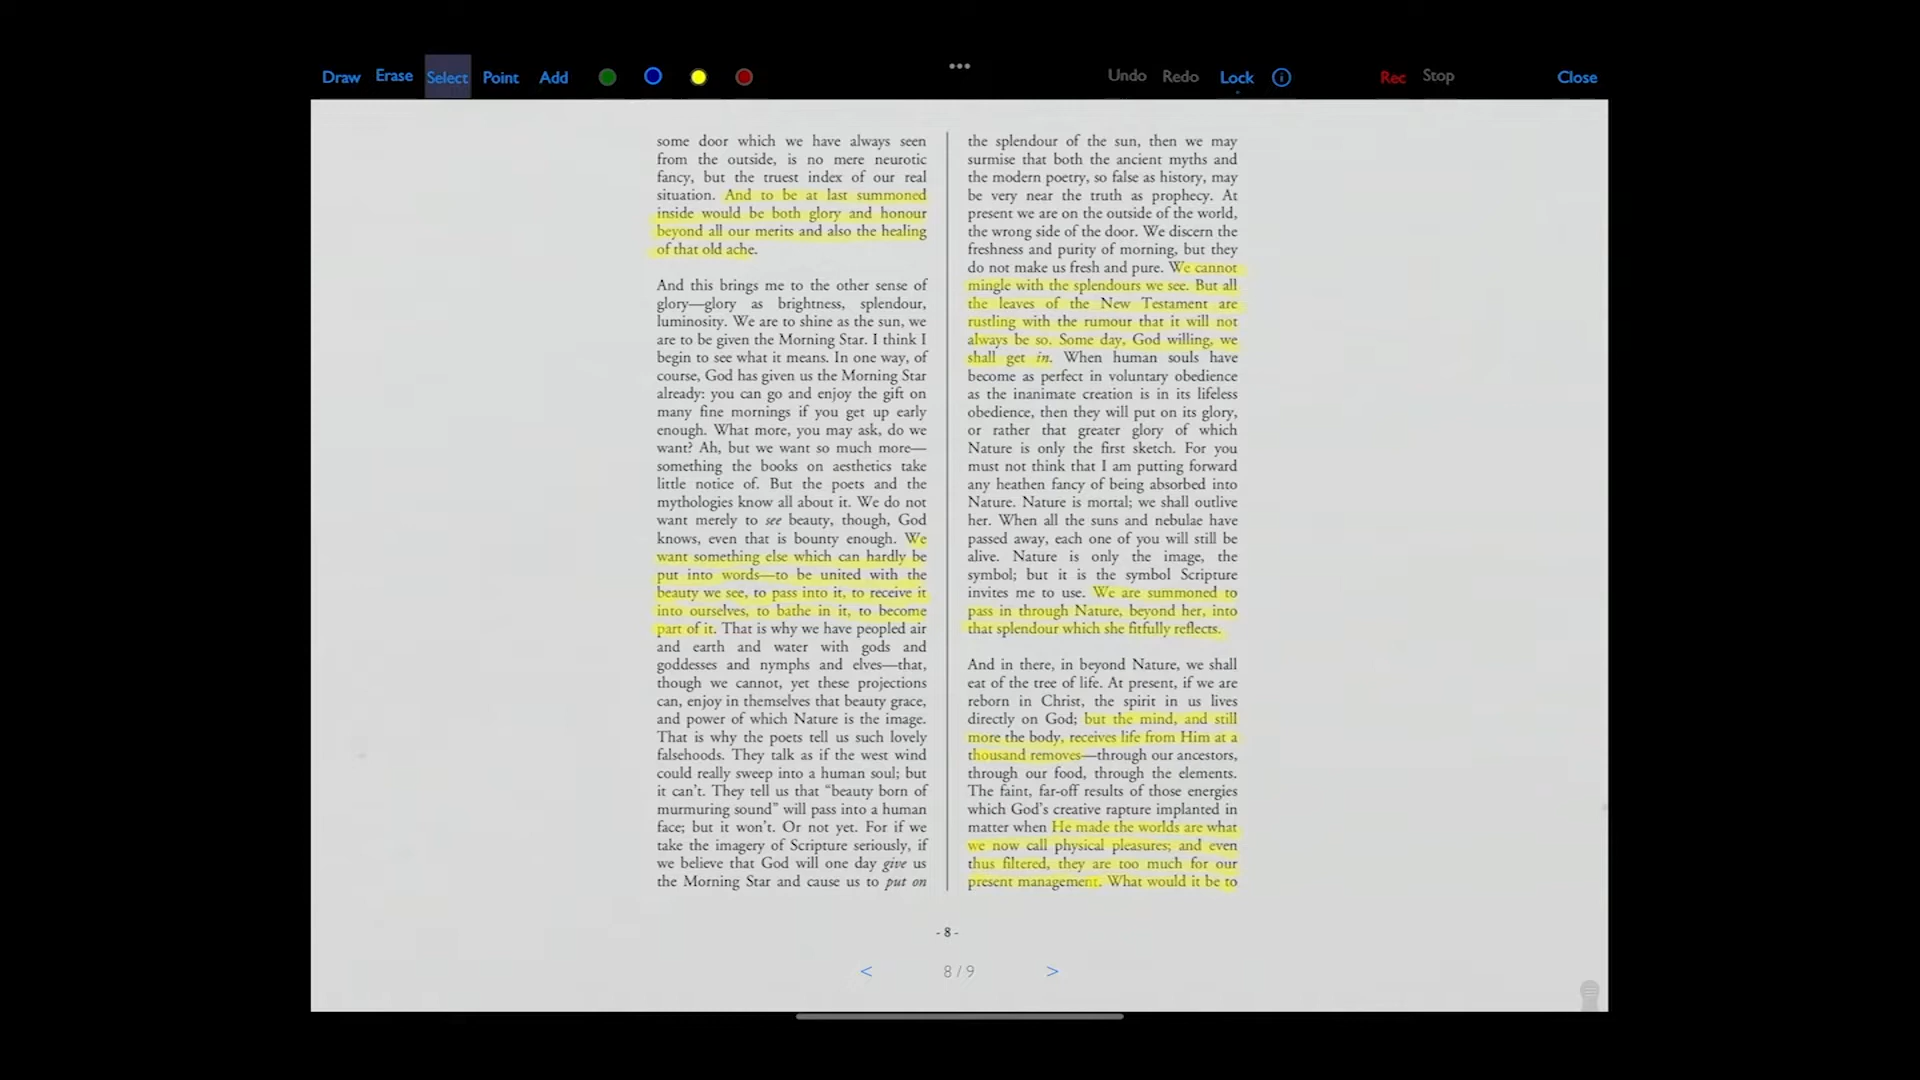 Draw Erase Select Point Add
Undo Redo Lock
Rec Stop
Close
some door which we have always seen
from the outside, is no mere neurotic
fancy, but the truest index of our real
situation. And to be at last summoned
inside would be both glory and honour
beyond all our merits and also the healing
of that old ache.
And this brings me to the other sense of
glory—glory as brightness, splendour,
luminosity. We are to shine as the sun, we
are to be given the Morning Star. I think I
begin to see what it means. In one way, of
course, God has given us the Morning Star
already: you can go and enjoy the gift on
many fine mornings if you get up early
enough. What more, you may ask, do we
want? Ah, but we want so much more—
something the books on aesthetics take
little notice of. But the poets and the
mythologies know all about it. We do not
want merely to see beauty, though, God
knows, even that is bounty enough. We
want something else which can hardly be
put into words—to be united with the
beauty we see, to pass into it, to receive it
into ourselves, to bathe in it, to become
part of it. That is why we have peopled air
and earth and water with gods and
goddesses and nymphs and elves—that,
though we cannot, yet these projections
can, enjoy in themselves that beauty grace,
and power of which Nature is the image.
That is why the poets tell us such lovely
falsehoods. They talk as if the west wind
could really sweep into a human soul; but
it can't. They tell us that “beauty born of
murmuring sound” will pass into a human
face; but it won't. Or not yet. For if we
take the imagery of Scripture seriously, if
we believe that God will one day give us
the Morning Star and cause us to put on
the splendour of the sun, then we may
surmise that both the ancient myths and
the modern poetry, so false as history, may
be very near the truth as prophecy. At
present we are on the outside of the world,
the wrong side of the door. We discern the
freshness and purity of morning, but they
do not make us fresh and pure. We cannot
mingle with the splendours we see. But all
the leaves of the New Testament are
rustling with the rumour that it will not
always be so. Some day, God willing, we
shall get in. When human souls have
become as perfect in voluntary obedience
as the inanimate creation is in its lifeless
obedience, then they will put on its glory,
or rather that greater glory of which
Nature is only the first sketch. For you
must not think that I am putting forward
any heathen fancy of being absorbed into
Nature. Nature is mortal; we shall outlive
her. When all the suns and nebulae have
passed away, each one of you will still be
alive. Nature is only the image, the
symbol; but it is the symbol Scripture
invites me to use. We are summoned to
pass in through Nature, beyond her, into
that splendour which she fitfully reflects.
And in there, in beyond Nature, we shall
eat of the tree of life. At present, if we are
reborn in Christ, the spirit in us lives
directly on God; but the mind, and still
more the body, receives life from Him at a
thousand removes—through our ancestors,
through our food, through the elements.
The faint, far-off results of those energies
which God's creative rapture implanted in
matter when He made the worlds are what
we now call physical pleasures; and even
thus filtered, they are too much for our
present management. What would it be to
- 8 -
< 8 / 9 >